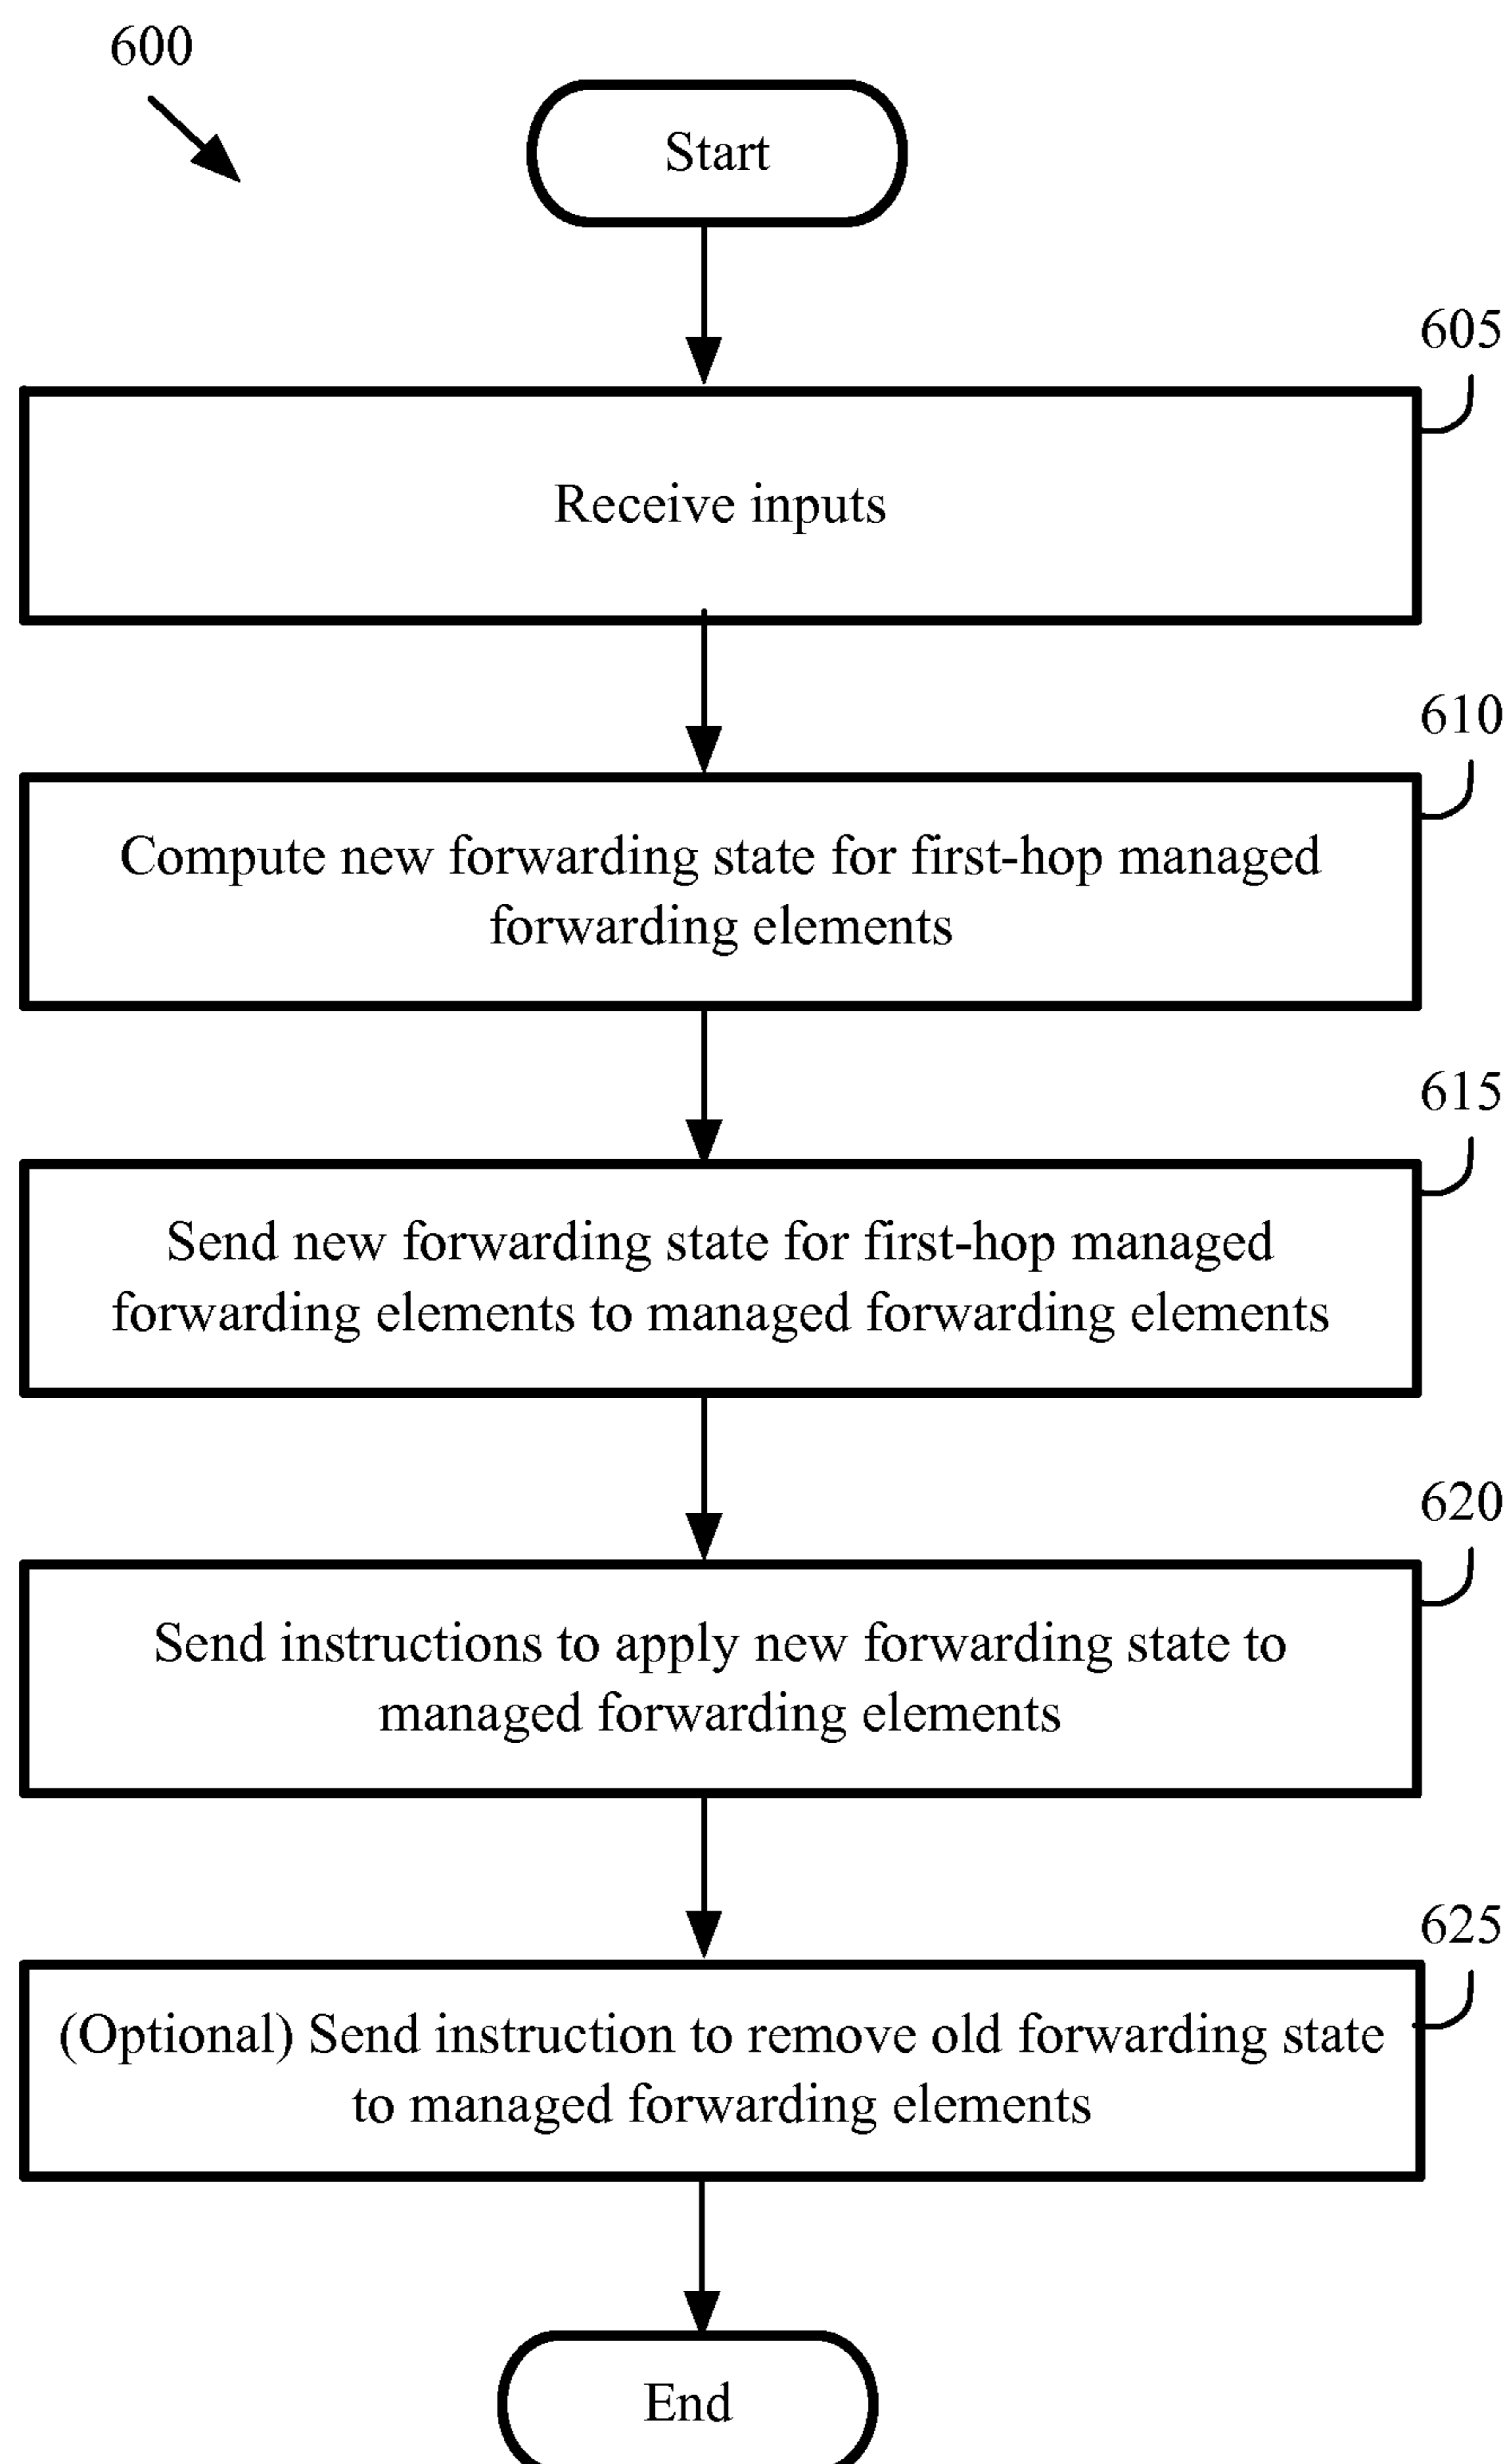 600
Start
605
Receive inputs
610
Compute new forwarding state for first-hop managed
forwarding elements
615
Send new forwarding state for first-hop managed
forwarding elements to managed forwarding elements
620
Send instructions to apply new forwarding state to
managed forwarding elements
625
(Optional) Send instruction to remove old forwarding state
to managed forwarding elements
End